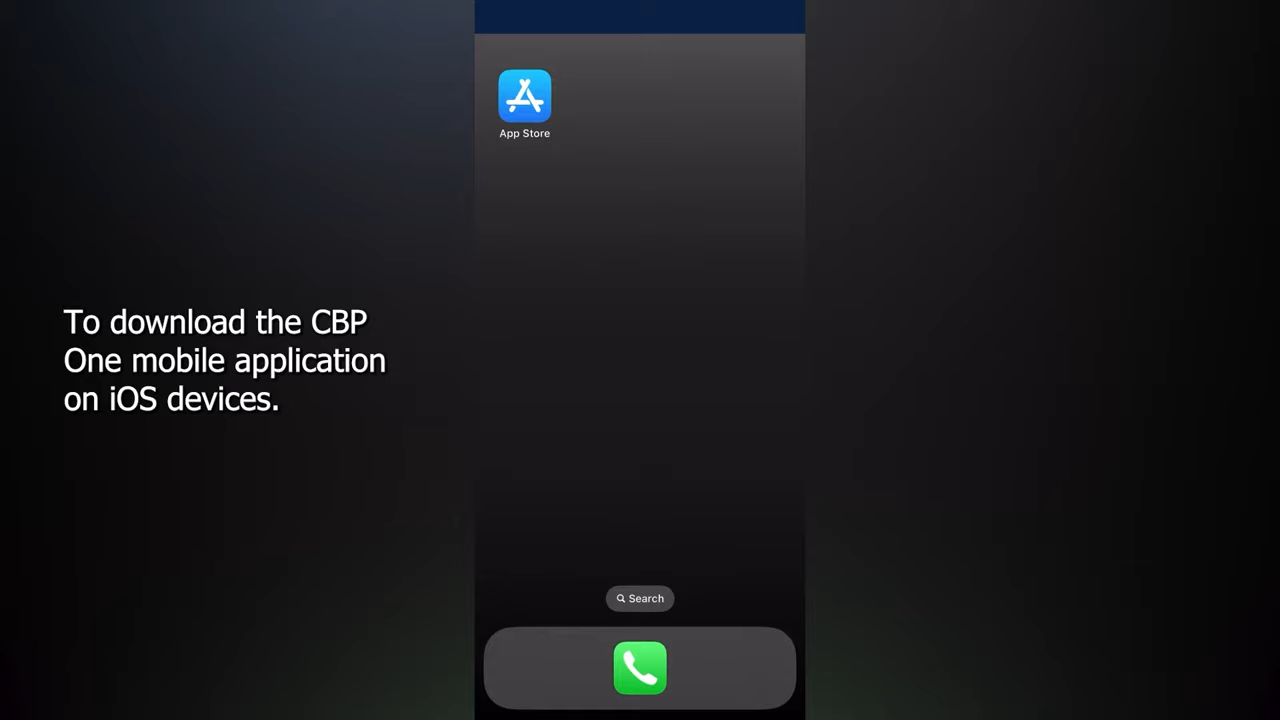 App Store
To download the CBP
One mobile application
on iOS devices.
Search